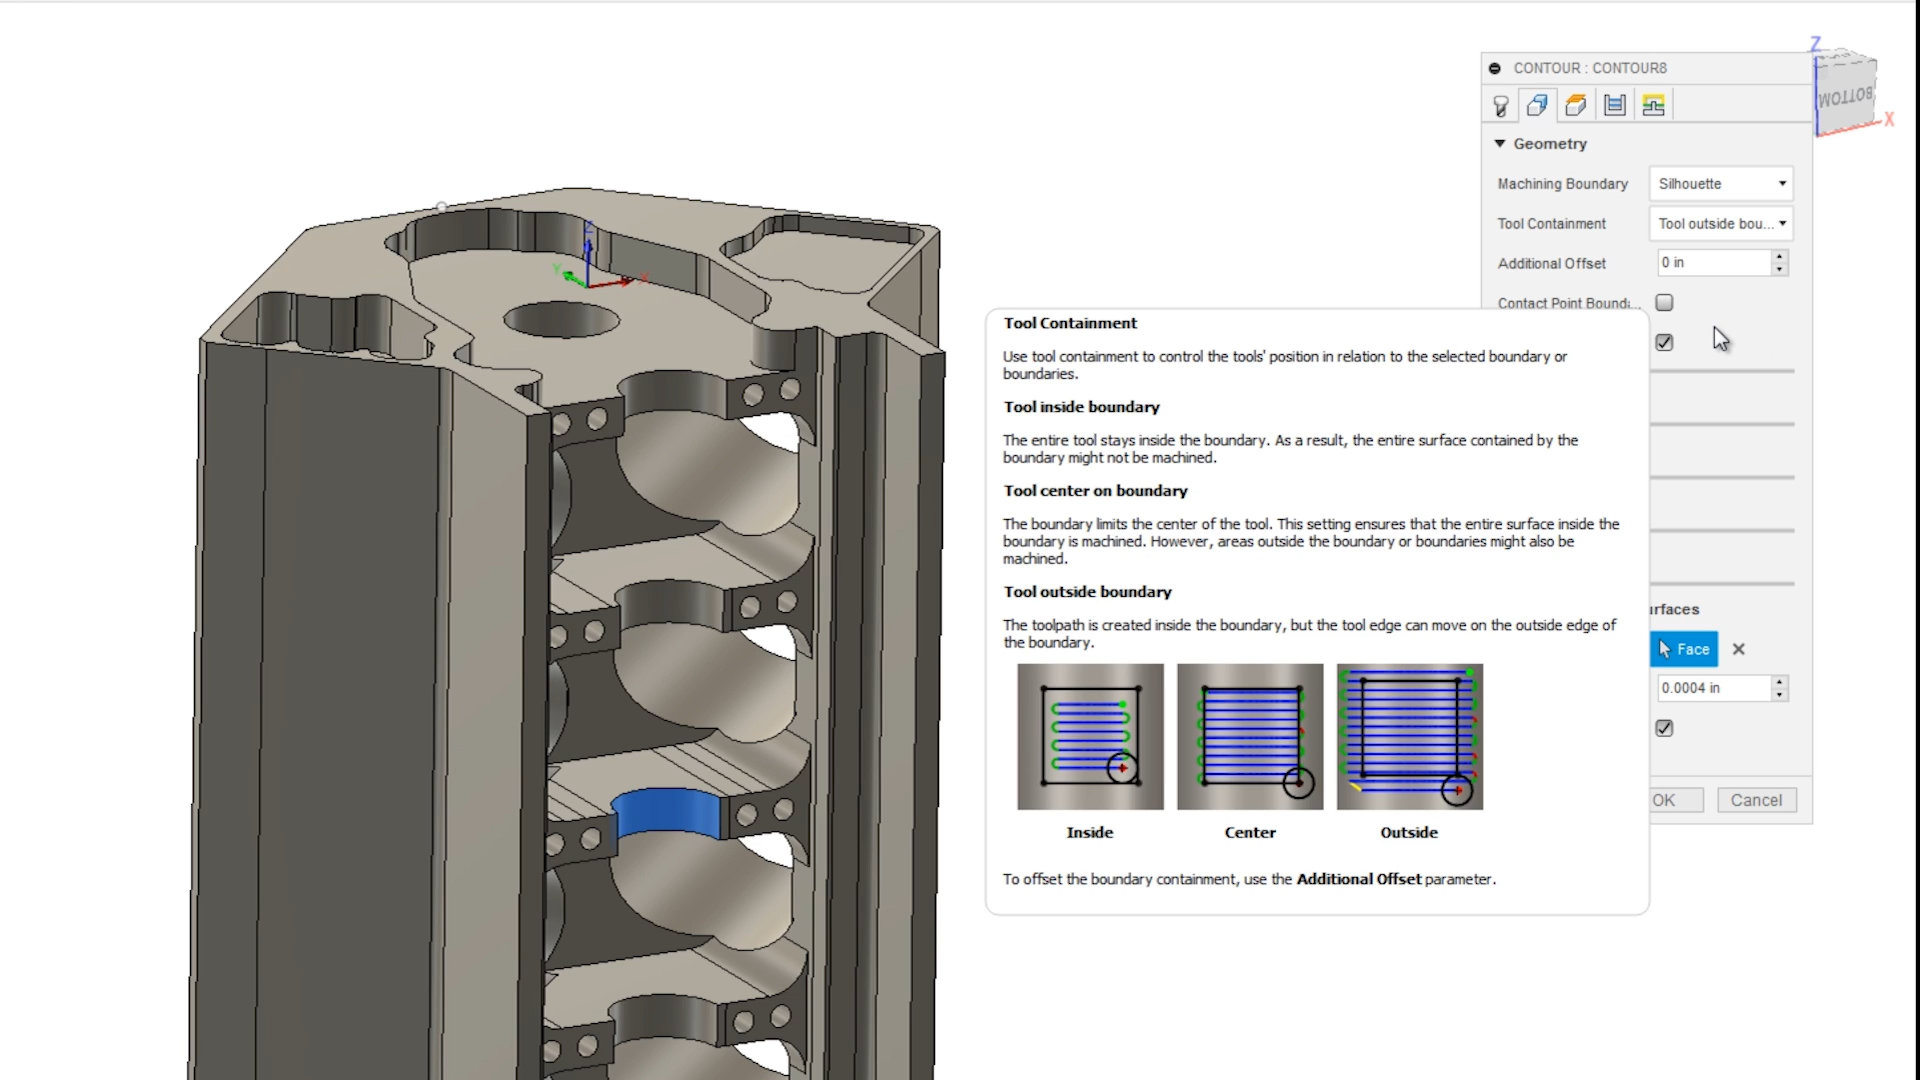 Z
BOTTOM
X
CONTOUR : CONTOUR8
Geometry
Machining Boundary Silhouette
Tool Containment Tool outside bou...
Additional Offset 0 in
Contact Point Bounda...
Z
Y
X
Tool Containment
Use tool containment to control the tools' position in relation to the selected boundary or
boundaries.
Tool inside boundary
The entire tool stays inside the boundary. As a result, the entire surface contained by the
boundary might not be machined.
Tool center on boundary
The boundary limits the center of the tool. This setting ensures that the entire surface inside the
boundary is machined. However, areas outside the boundary or boundaries might also be
machined.
Tool outside boundary
The toolpath is created inside the boundary, but the tool edge can move on the outside edge of
the boundary.
Inside Center Outside
To offset the boundary containment, use the Additional Offset parameter.
rfaces
Face
0.0004 in
OK Cancel